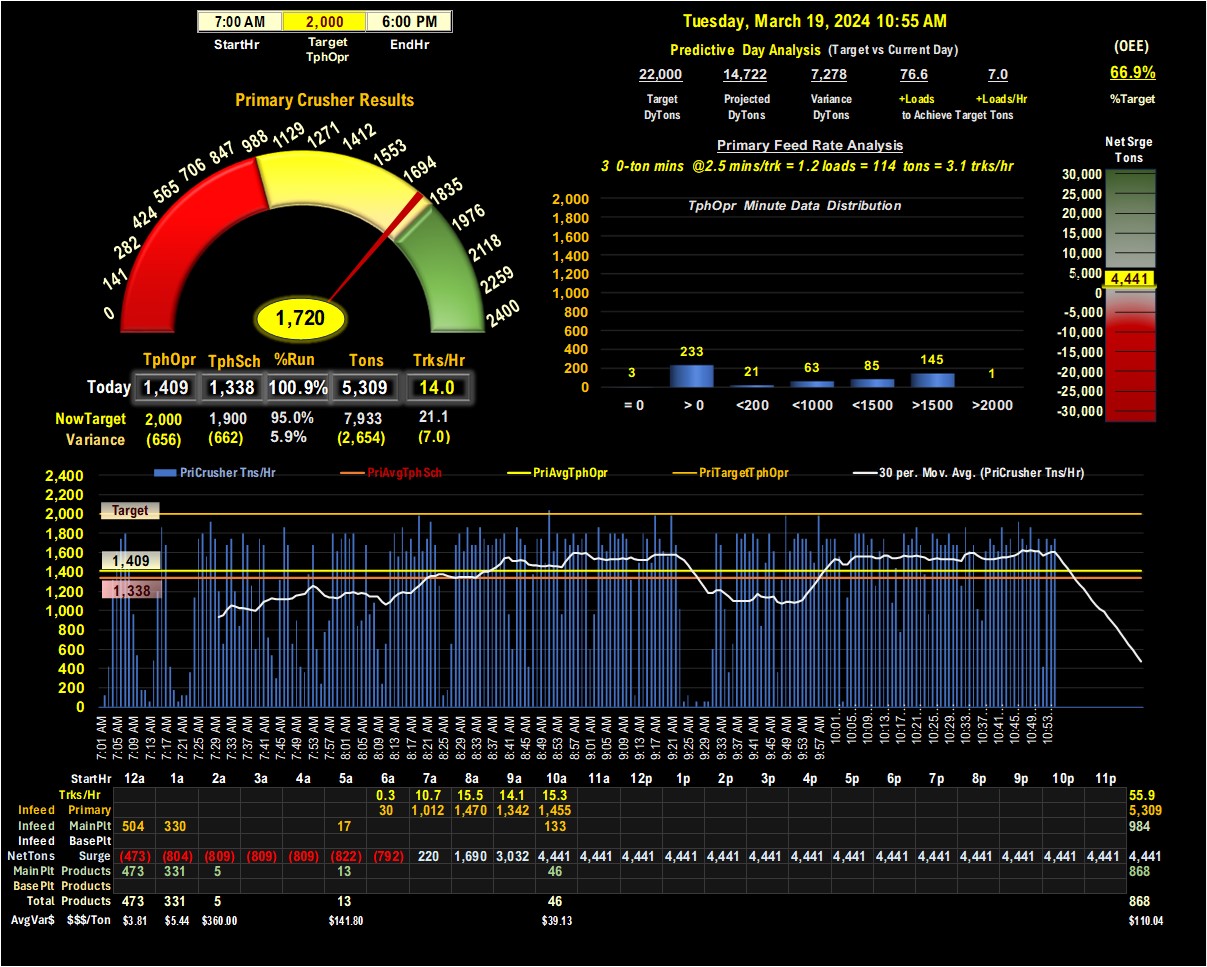 7:00 AM 2,000 6:00 PM
StartHr Target TphOpr EndHr
Tuesday, March 19, 2024 10:55 AM
Predictive Day Analysis (Target vs Current Day)
22,000 14,722 7,278 76.6 7.0
Target Projected Variance +Loads +Loads/Hr
DyTons DyTons DyTons to Achieve Target Tons
(OEE)
66.9%
%Target
Primary Crusher Results
0 141 282 424 565 706 847 988 1129 1271 1412 1553 1694 1835 1976 2118 2259 2400
1,720
Primary Feed Rate Analysis
3 0-ton mins @2.5 mins/trk = 1.2 loads = 114 tons = 3.1 trks/hr
TphOpr Minute Data Distribution
2,000
1,800
1,600
1,400
1,200
1,000
800
600
400
200
0
3 233 21 63 85 145 1
= 0 > 0 <200 <1000 <1500 >1500 >2000
Net Srge
Tons
30,000
25,000
20,000
15,000
10,000
5,000
4,441
0
-5,000
-10,000
-15,000
-20,000
-25,000
-30,000
TphOpr TphSch %Run Tons Trks/Hr
Today 1,409 1,338 100.9% 5,309 14.0
NowTarget 2,000 1,900 95.0% 7,933 21.1
Variance (656) (662) 5.9% (2,654) (7.0)
PriCrusher Tns/Hr PriAvgTphSch PriAvgTphOpr PriTargetTphOpr 30 per. Mov. Avg. (PriCrusher Tns/Hr)
2,400
2,200
2,000
1,800
1,600
1,400
1,200
1,000
800
600
400
200
0
Target
1,409
1,338
7:01 AM 7:05 AM 7:09 AM 7:13 AM 7:17 AM 7:21 AM 7:25 AM 7:29 AM 7:33 AM 7:37 AM 7:41 AM 7:45 AM 7:49 AM 7:53 AM 7:57 AM 8:01 AM 8:05 AM 8:09 AM 8:13 AM 8:17 AM 8:21 AM 8:25 AM 8:29 AM 8:33 AM 8:37 AM 8:41 AM 8:45 AM 8:49 AM 8:53 AM 8:57 AM 9:01 AM 9:05 AM 9:09 AM 9:13 AM 9:17 AM 9:21 AM 9:25 AM 9:29 AM 9:33 AM 9:37 AM 9:41 AM 9:45 AM 9:49 AM 9:53 AM 9:57 AM 10:01… 10:05… 10:09… 10:13… 10:17… 10:21… 10:25… 10:29… 10:33… 10:37… 10:41… 10:45… 10:49… 10:53…
StartHr 12a 1a 2a 3a 4a 5a 6a 7a 8a 9a 10a 11a 12p 1p 2p 3p 4p 5p 6p 7p 8p 9p 10p 11p
Trks/Hr 0.3 10.7 15.5 14.1 15.3 55.9
Infeed Primary 30 1,012 1,470 1,342 1,455 5,309
Infeed MainPlt 504 330 17 133 984
Infeed BasePlt
NetTons Surge (473) (804) (809) (809) (809) (822) (792) 220 1,690 3,032 4,441 4,441 4,441 4,441 4,441 4,441 4,441 4,441 4,441 4,441 4,441 4,441 4,441 4,441 4,441
MainPlt Products 473 331 5 13 46 868
BasePlt Products
Total Products 473 331 5 13 46 868
AvgVar$ $$$/Ton $3.81 $5.44 $360.00 $141.80 $39.13 $110.04